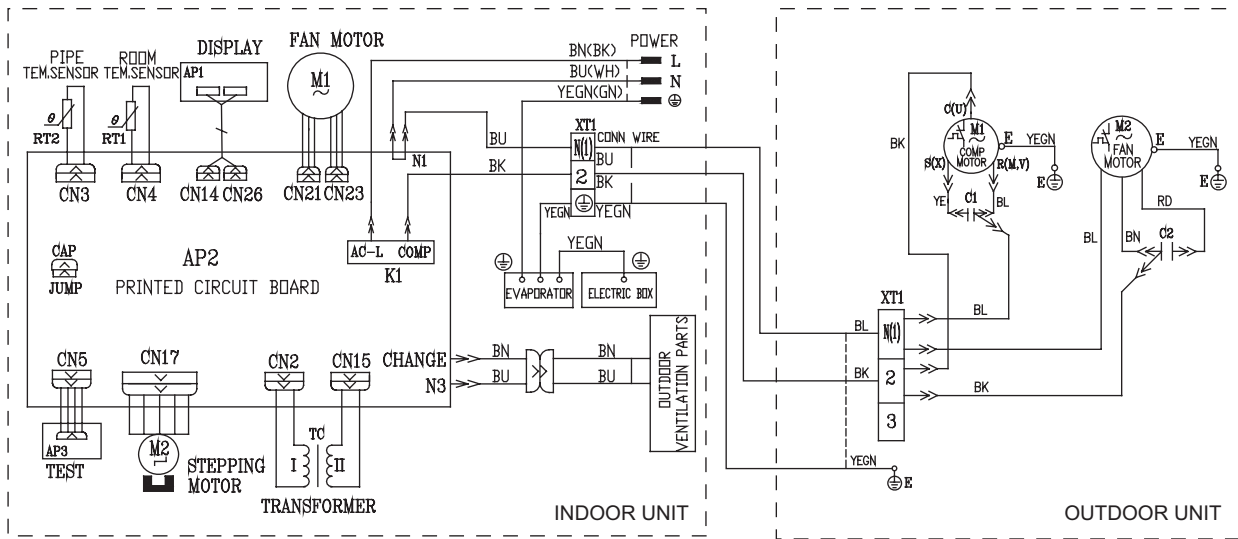 PIPE
TEM.SENSOR
ROOM
TEM.SENSOR
DISPLAY
FAN MOTOR
AP1
M1
~
θ
RT2
θ
RT1
CN3
CN4
CN14
CN26
CN21
CN23
BN(BK)
BU(WH)
YEGN(GN)
POWER
L
N
N1
BU
BK
XT1
N(1)
2
CONN WIRE
BU
BK
YEGN
YEGN
AC-L
COMP
K1
CAP
JUMP
AP2
PRINTED CIRCUIT BOARD
YEGN
EVAPORATOR
ELECTRIC BOX
CN5
CN17
CN2
CN15
CHANGE
N3
BN
BU
BN
BU
OUTDOOR
VENTILATION PARTS
AP3
TEST
M2
STEPPING
MOTOR
TC
I
II
TRANSFORMER
INDOOR UNIT
BK
C(U)
M1
~
COMP
MOTOR
S(X)
R(M,V)
E
YEGN
E
YE
C1
BL
M2
~
FAN
MOTOR
E
YEGN
E
RD
BL
BN
C2
XT1
N(1)
2
3
BL
BL
BL
BK
BK
YEGN
E
OUTDOOR UNIT